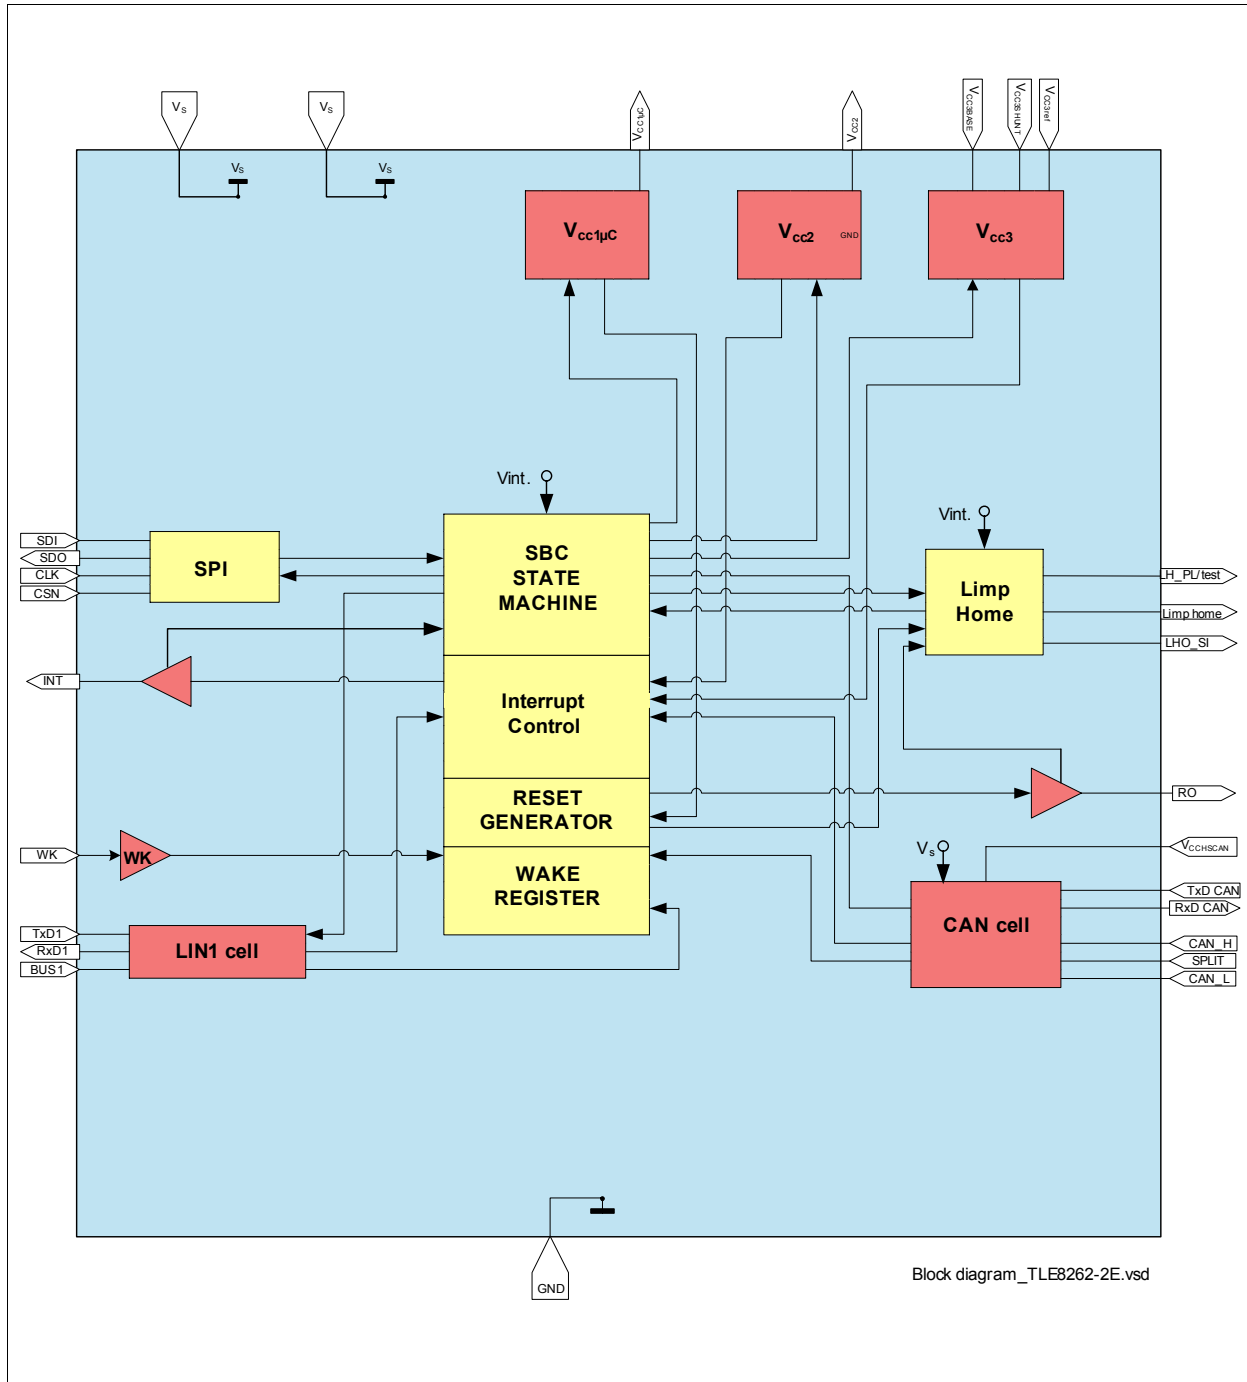 Vs
Vs
VCC1µC
VCC2
VCC3BASE
VCC3SHUNT
VCC3ref
Vs
Vs
Vcc1µC
Vcc2
GND
Vcc3
Vint.
Vint.
SDI
SDO
CLK
CSN
SPI
SBC
STATE
MACHINE
Limp
Home
LH_PL/test
Limp home
LHO_SI
INT
Interrupt
Control
RESET
GENERATOR
RO
WK
WK
WAKE
REGISTER
Vs
VCCHSCAN
TxD CAN
RxD CAN
CAN_H
SPLIT
CAN_L
CAN cell
TxD1
RxD1
BUS1
LIN1 cell
GND
Block diagram_TLE8262-2E.vsd